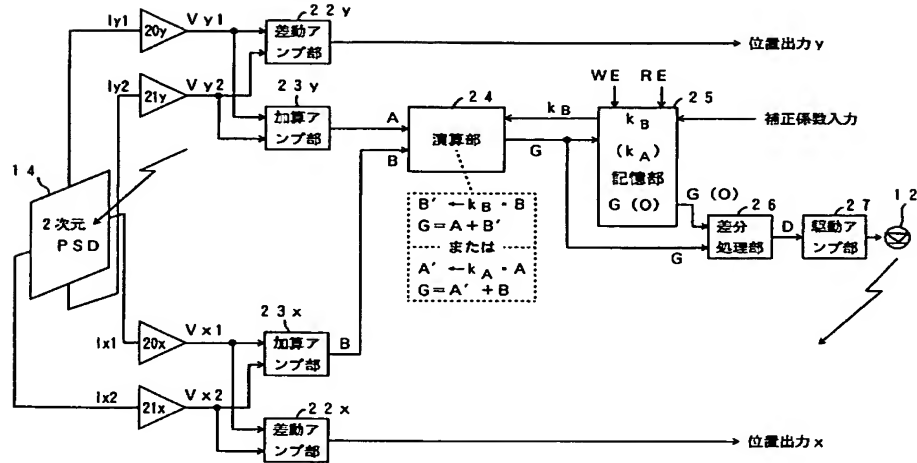 Iy1
20y
Vy1
22y
差動ア
ンプ部
位置出力y
Iy2
21y
Vy2
23y
加算ア
ンプ部
A
B
24
演算部
kB
G
WE
RE
25
kB
(kA)
記憶部
G(O)
補正係数入力
G(O)
G
26
差分
処理部
D
27
駆動ア
ンプ部
12
B' ← kB・B
G=A+B'
または
A' ← kA・A
G=A'+B
14
2次元
PSD
Ix1
20x
Vx1
23x
加算ア
ンプ部
B
Ix2
21x
Vx2
22x
差動ア
ンプ部
位置出力x